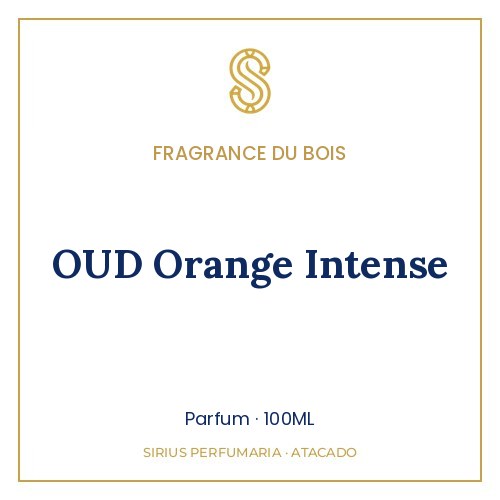 FRAGRANCE DU BOIS
OUD Orange Intense
Parfum · 100ML
SIRIUS PERFUMARIA · ATACADO